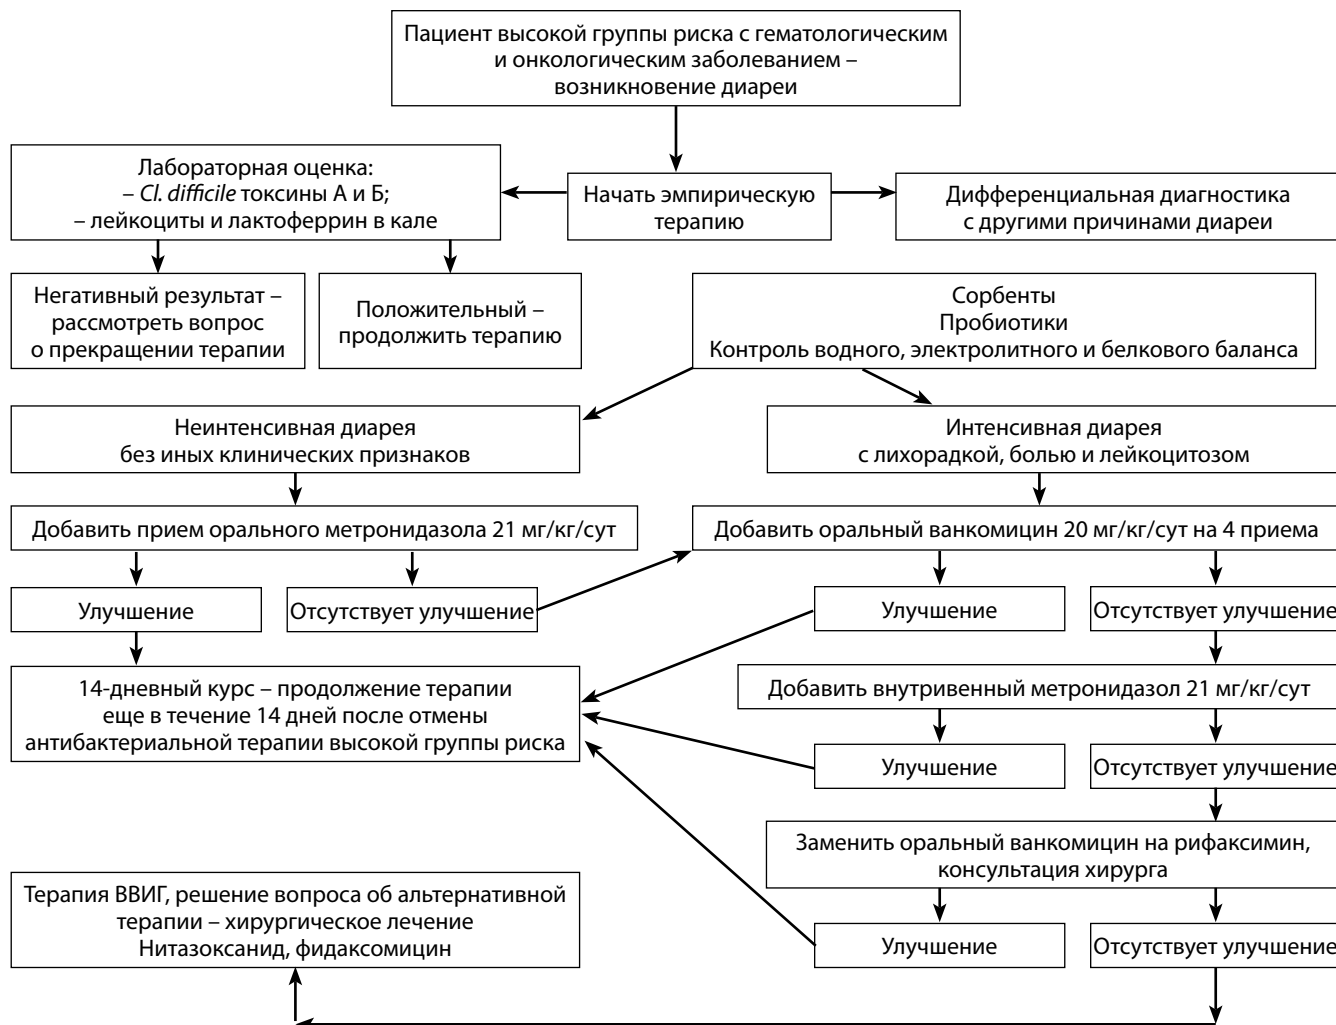 Пациент высокой группы риска с гематологическим
и онкологическим заболеванием –
возникновение диареи
Лабораторная оценка:
– Cl. difficile токсины А и Б;
– лейкоциты и лактоферрин в кале
Начать эмпирическую
терапию
Дифференциальная диагностика
с другими причинами диареи
Негативный результат –
рассмотреть вопрос
о прекращении терапии
Положительный –
продолжить терапию
Сорбенты
Пробиотики
Контроль водного, электролитного и белкового баланса
Неинтенсивная диарея
без иных клинических признаков
Интенсивная диарея
с лихорадкой, болью и лейкоцитозом
Добавить прием орального метронидазола 21 мг/кг/сут
Добавить оральный ванкомицин 20 мг/кг/сут на 4 приема
Улучшение
Отсутствует улучшение
Улучшение
Отсутствует улучшение
14-дневный курс – продолжение терапии
еще в течение 14 дней после отмены
антибактериальной терапии высокой группы риска
Добавить внутривенный метронидазол 21 мг/кг/сут
Улучшение
Отсутствует улучшение
Заменить оральный ванкомицин на рифаксимин,
консультация хирурга
Терапия ВВИГ, решение вопроса об альтернативной
терапии – хирургическое лечение
Нитазоксанид, фидаксомицин
Улучшение
Отсутствует улучшение